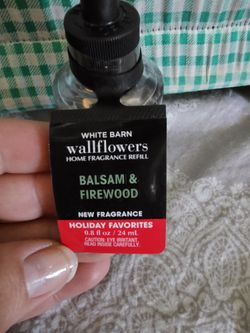 WHITE BARN
wallflowers
HOME FRAGRANCE REFILL
BALSAM &
FIREWOOD
NEW FRAGRANCE
HOLIDAY FAVORITES
0.8 fl oz / 24 mL
CAUTION: EYE IRRITANT.
READ INSIDE CAREFULLY.